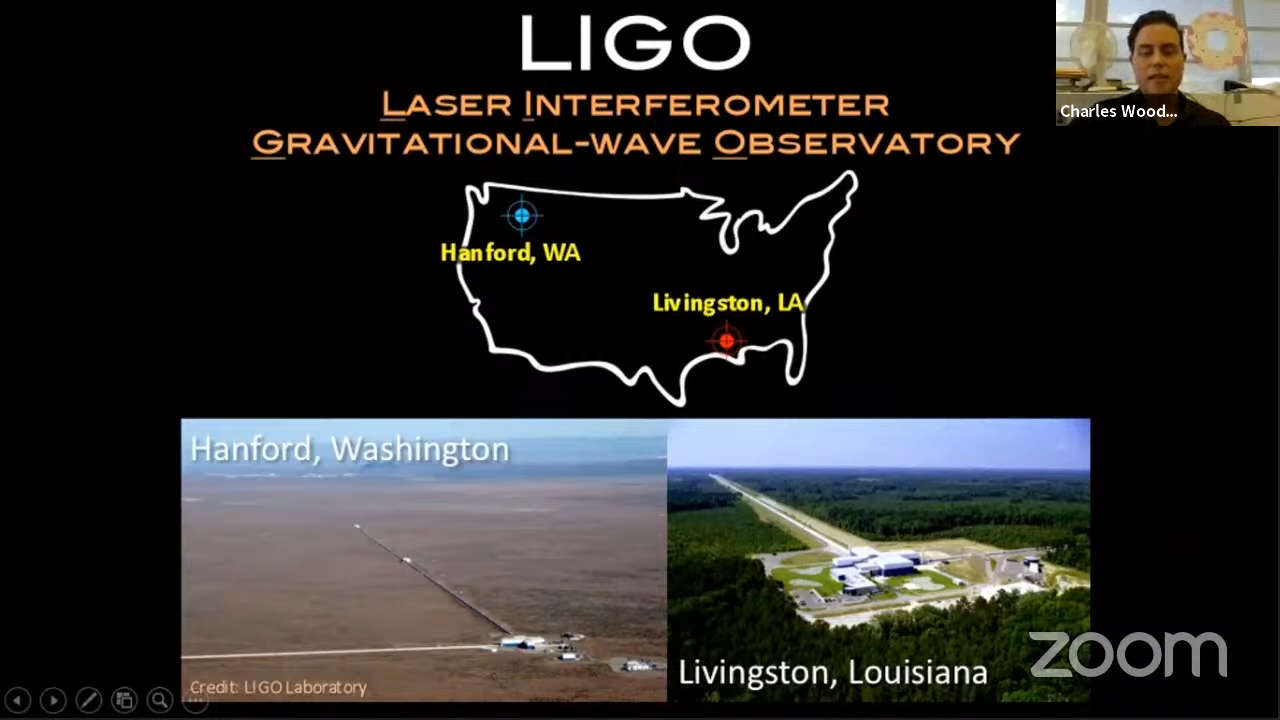 LIGO
LASER INTERFEROMETER
GRAVITATIONAL-WAVE OBSERVATORY
Charles Wood...
Hanford, WA
Livingston, LA
Hanford, Washington
Credit: LIGO Laboratory
Livingston, Louisiana
zoom